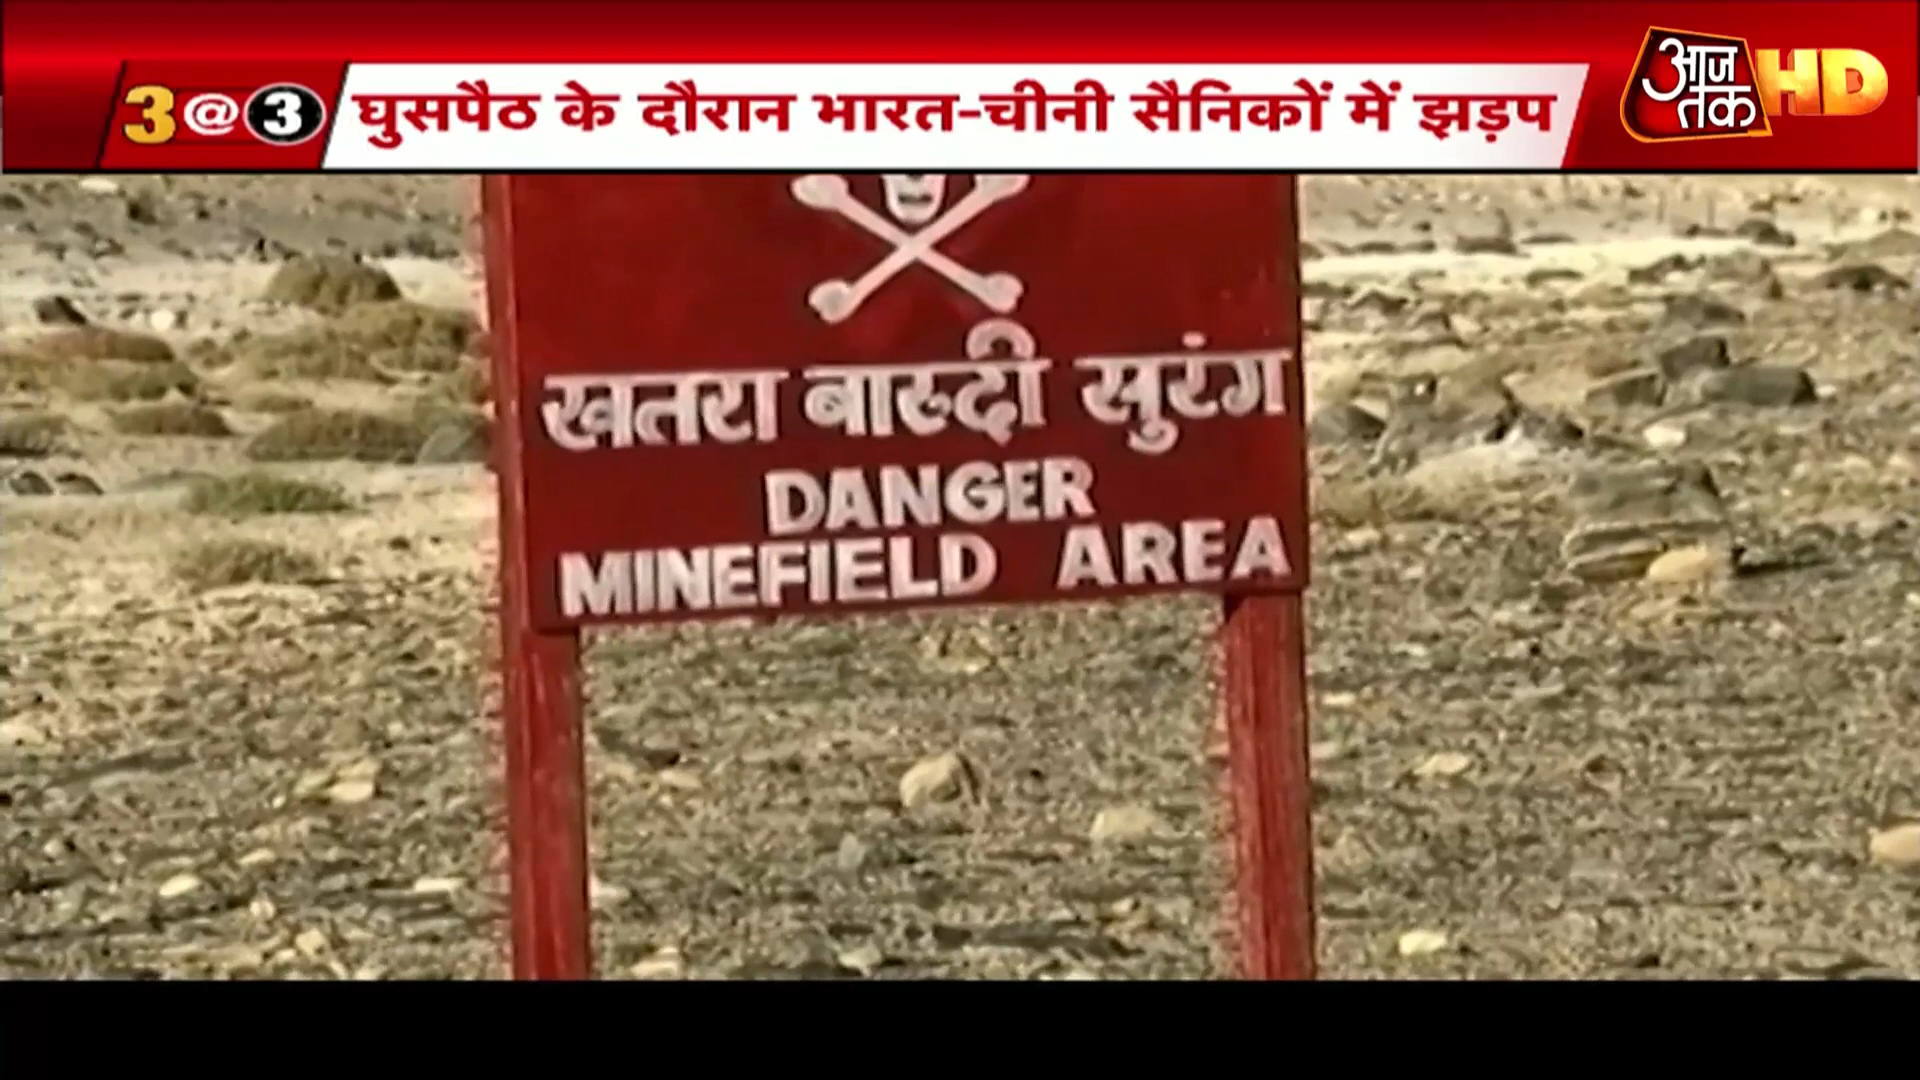 3@3 घुसपैठ के दौरान भारत-चीनी सैनिकों में झड़प
आज तक HD
खतरा बारुदी सुरंग
DANGER
MINEFIELD AREA